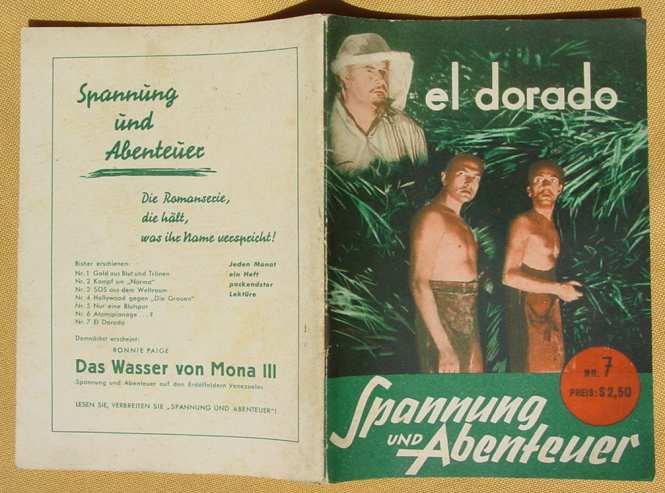 Spannung
und
Abenteuer
Die Romanserie,
die hält,
was ihr Name verspricht!
Bisher erschienen:
Nr. 1 Gold aus Blut und Tränen
Nr. 2 Kampf um „Norma"
Nr. 3 SOS aus dem Weltraum
Nr. 4 Hollywood gegen „Die Grauen"
Nr. 5 Nur eine Blutspur
Nr. 6 Atomspionage . . . ?
Nr. 7 El Dorado
Jeden Monat
ein Heft
packendster
Lektüre
Demnächst erscheint:
RONNIE PAIGE
Das Wasser von Mona III
Spannung und Abenteuer auf den Erdölfeldern Venezuelas
LESEN SIE, VERBREITEN SIE „SPANNUNG UND ABENTEUER"!
el dorado
NR. 7
PREIS: S 2,50
Spannung
UND Abenteuer